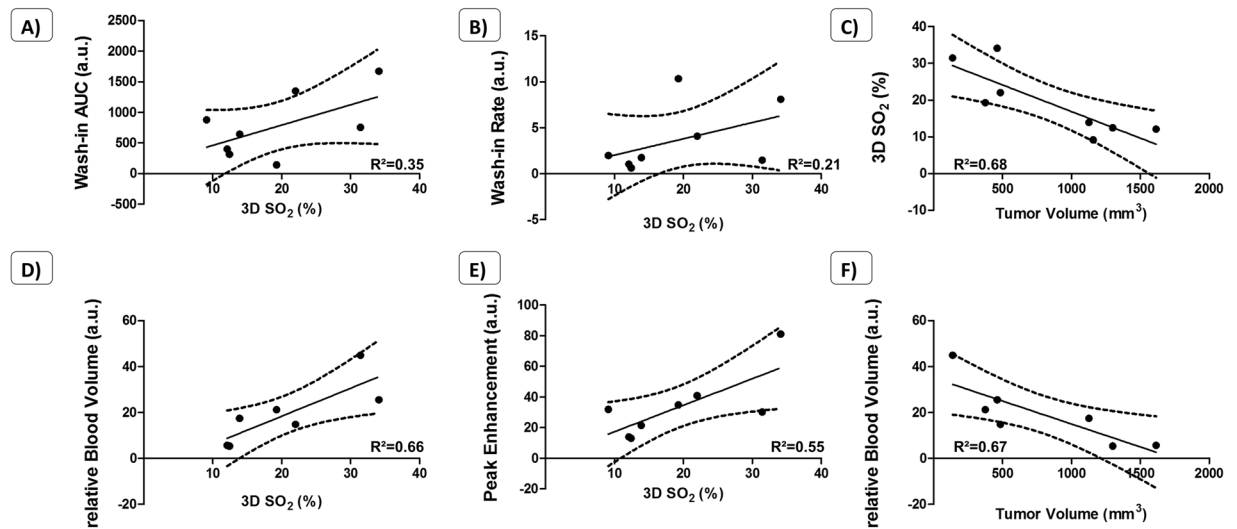 A)
Wash-in AUC (a.u.)
2500
2000
1500
1000
500
0
-500
10
20
30
40
R²=0.35
3D SO₂ (%)
B)
Wash-in Rate (a.u.)
15
10
5
0
-5
10
20
30
40
R²=0.21
3D SO₂ (%)
C)
3D SO₂ (%)
40
30
20
10
0
-10
500
1000
1500
2000
R²=0.68
Tumor Volume (mm³)
D)
relative Blood Volume (a.u.)
60
40
20
0
-20
10
20
30
40
R²=0.66
3D SO₂ (%)
E)
Peak Enhancement (a.u.)
100
80
60
40
20
0
-20
10
20
30
40
R²=0.55
3D SO₂ (%)
F)
relative Blood Volume (a.u.)
60
40
20
0
-20
500
1000
1500
2000
R²=0.67
Tumor Volume (mm³)